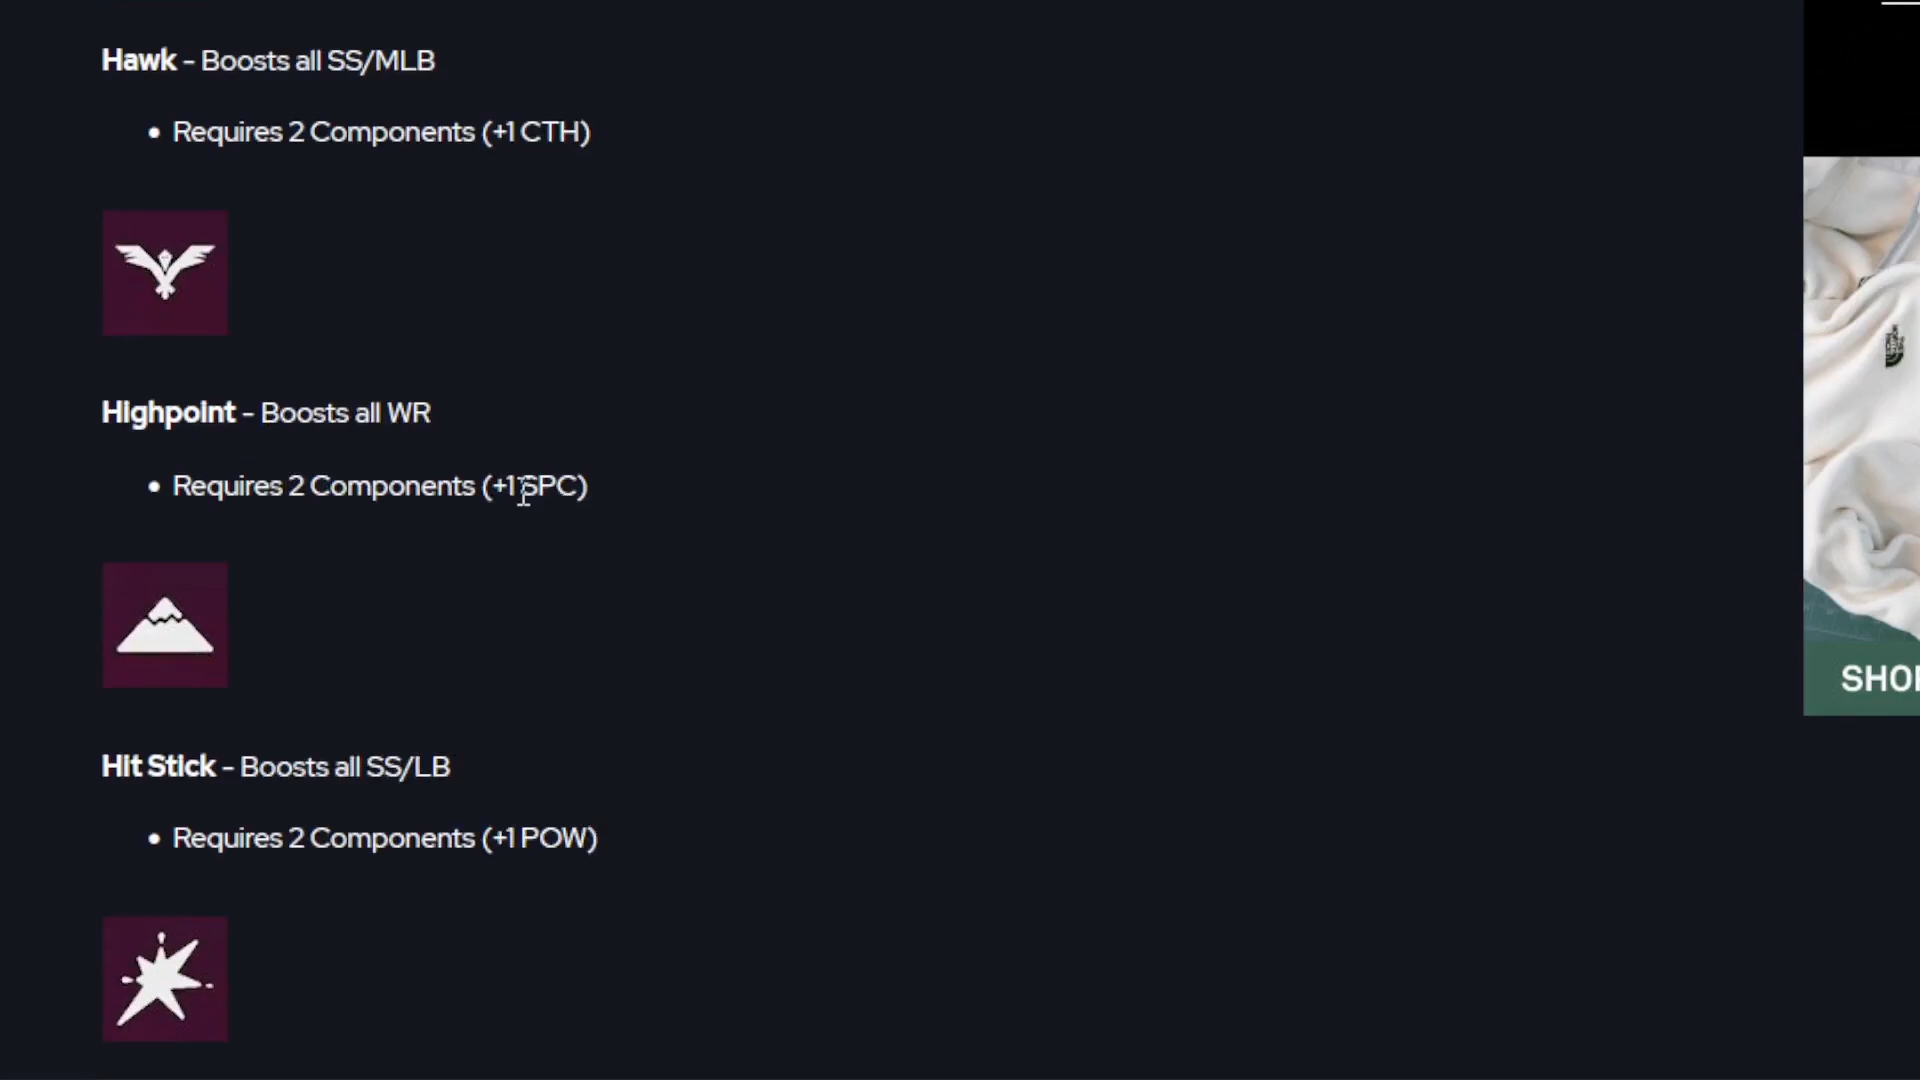 Hawk - Boosts all SS/MLB
• Requires 2 Components (+1 CTH)
Highpoint - Boosts all WR
• Requires 2 Components (+1 SPC)
Hit Stick - Boosts all SS/LB
• Requires 2 Components (+1 POW)